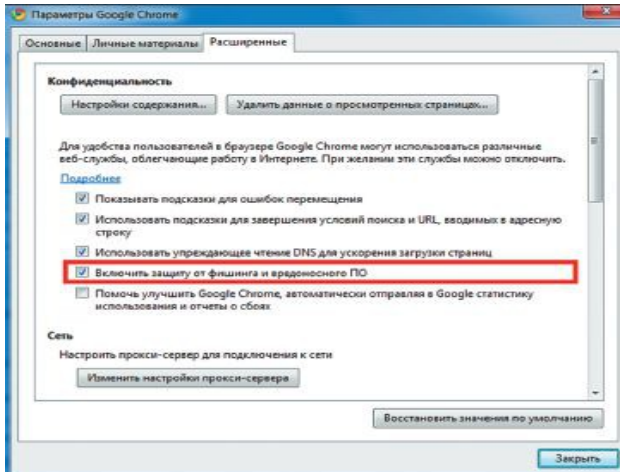 Параметры Google Chrome
Основные Личные материалы Расширенные
Конфиденциальность
Настройки содержания... Удалить данные о просмотренных страницах...
Для удобства пользователей в браузере Google Chrome могут использоваться различные
веб-службы, облегчающие работу в Интернете. При желании эти службы можно отключить.
Подробнее
Показывать подсказки для ошибок перемещения
Использовать подсказки для завершения условий поиска и URL, вводимых в адресную
строку
Использовать упреждающее чтение DNS для ускорения загрузки страниц
Включить защиту от фишинга и вредоносного ПО
Помочь улучшить Google Chrome, автоматически отправляя в Google статистику
использования и отчеты о сбоях
Сеть
Настроить прокси-сервер для подключения к сети
Изменить настройки прокси-сервера
Восстановить значения по умолчанию
Закрыть